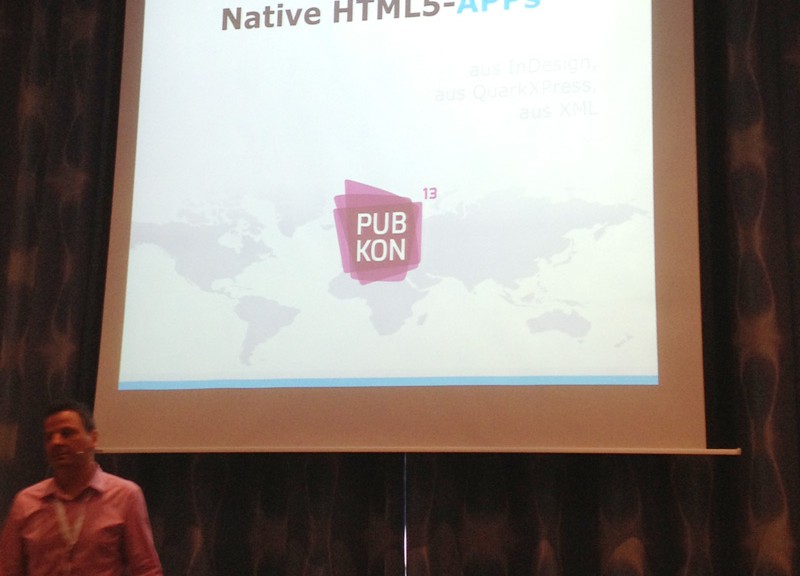 Native HTML5-APPs
aus InDesign,
aus QuarkXPress,
aus XML
13
PUB
KON